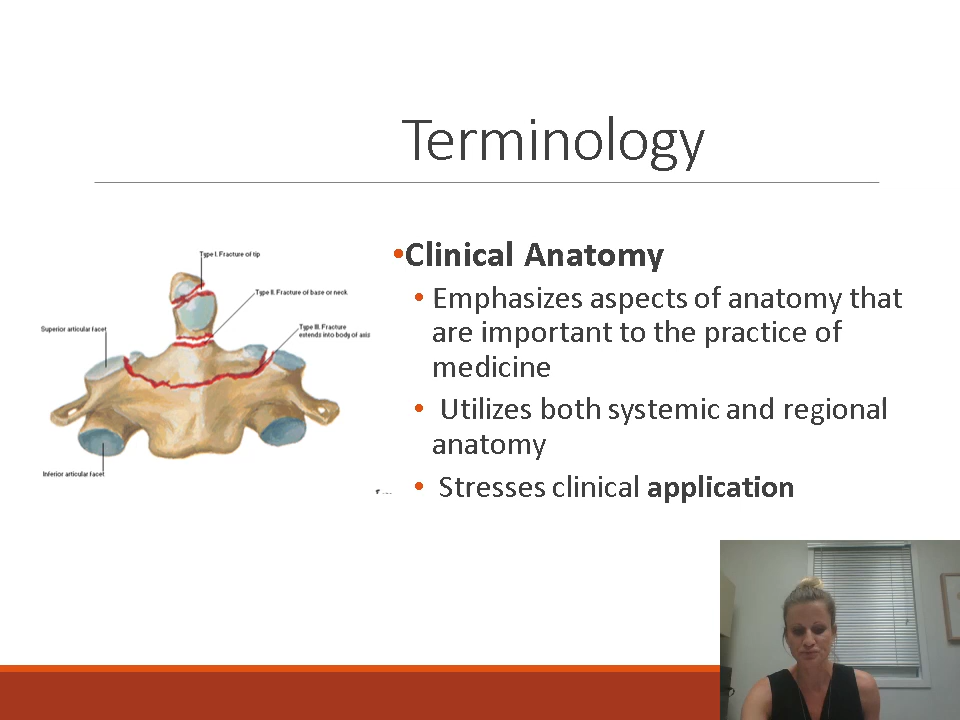 Terminology
•Clinical Anatomy
• Emphasizes aspects of anatomy that
are important to the practice of
medicine
• Utilizes both systemic and regional
anatomy
• Stresses clinical application
Type I. Fracture of tip
Type II. Fracture of base or neck
Superior articular facet
Type III. Fracture
extends into body of axis
Inferior articular facet